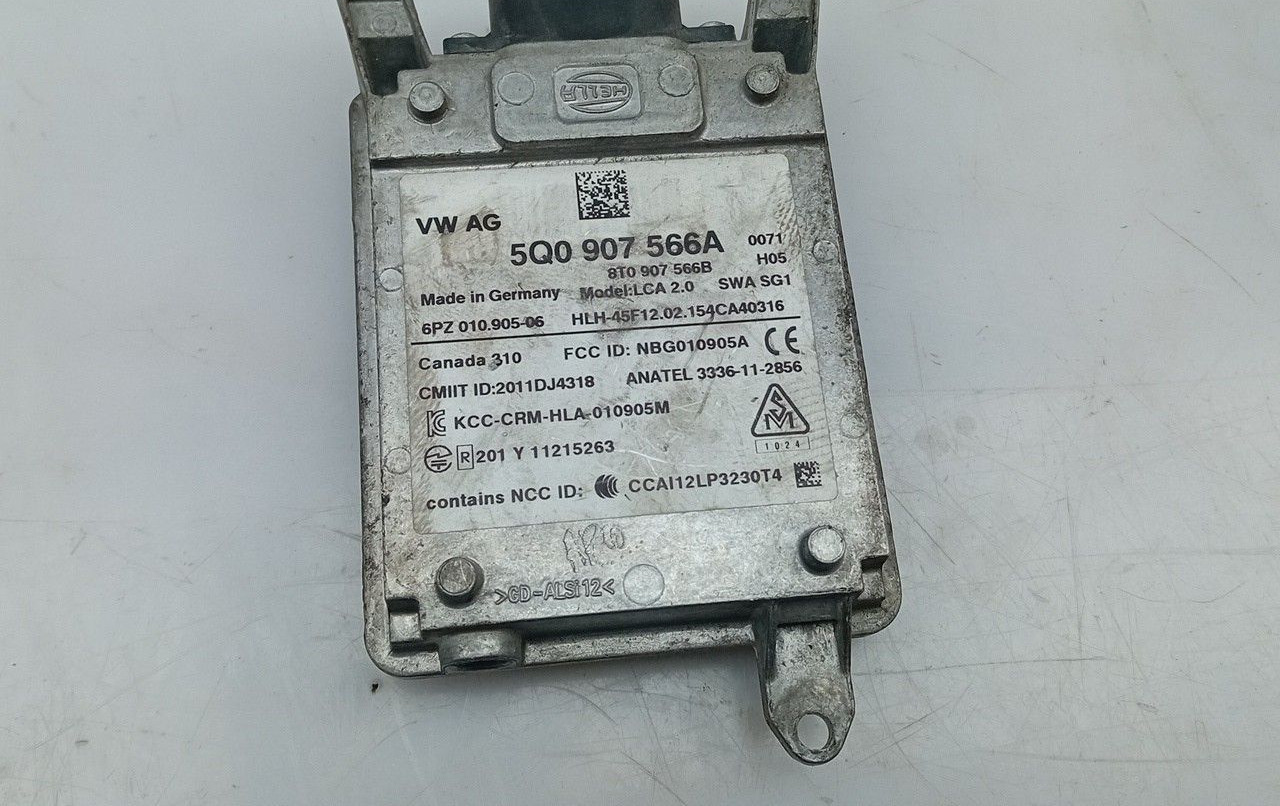 HELLA
VW AG
5Q0 907 566A 0071
8T0 907 566B H05
Made in Germany Model:LCA 2.0 SWA SG1
6PZ 010.905-06 HLH-45F12.02.154CA40316
Canada 310 FCC ID: NBG010905A CE
CMIIT ID:2011DJ4318 ANATEL 3336-11-2856
KCC-CRM-HLA-010905M
R 201 Y 11215263
1024
contains NCC ID: CCAI12LP3230T4
>GD-ALSi12<